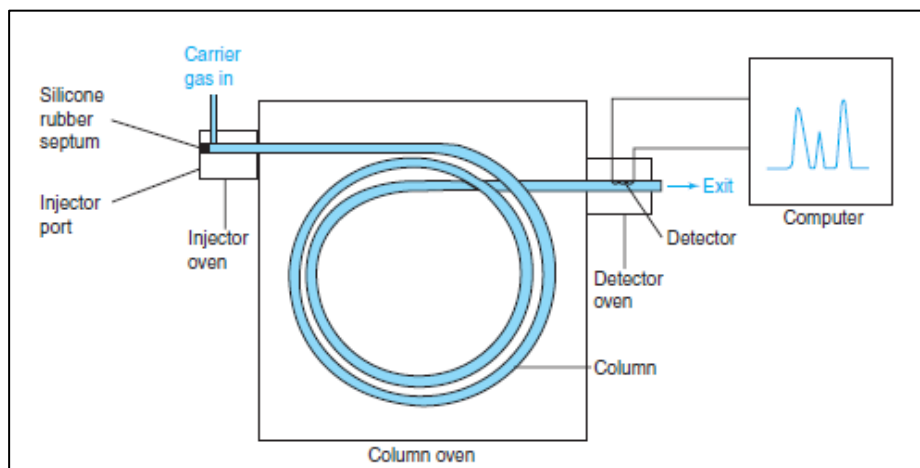 Carrier
gas in
Silicone
rubber
septum
Injector
port
Injector
oven
Exit
Computer
Detector
Detector
oven
Column
Column oven